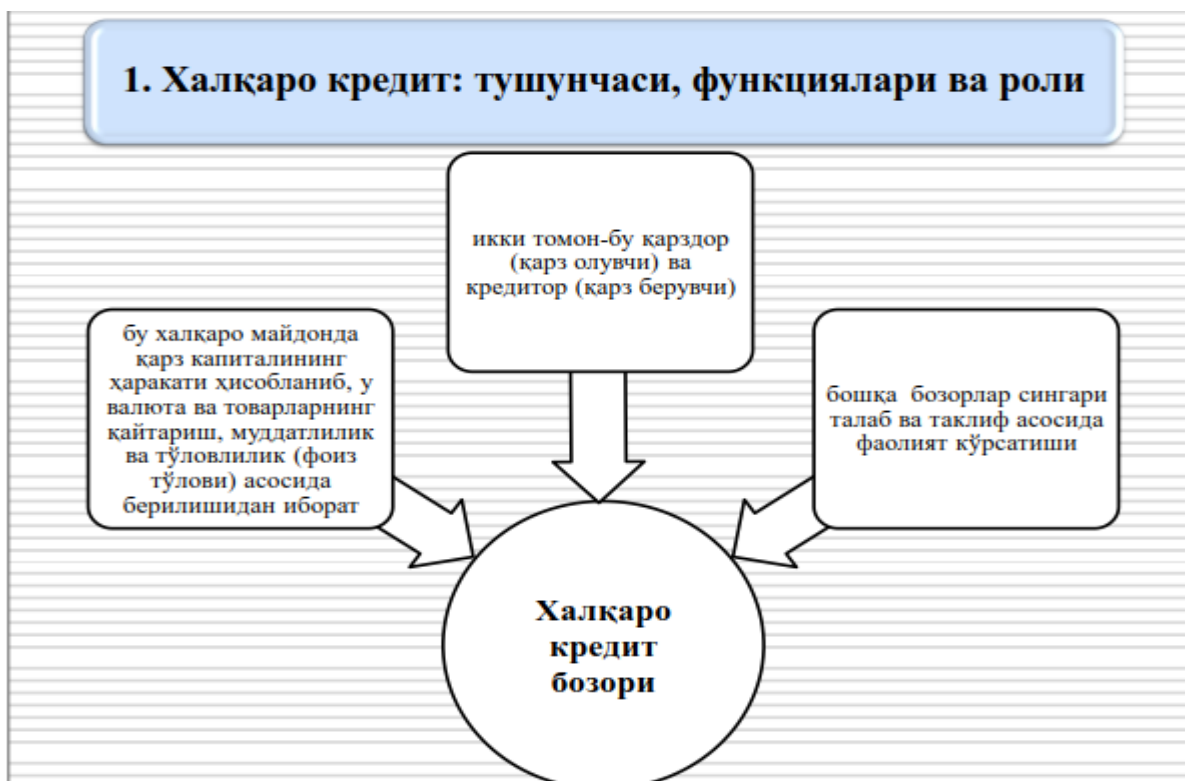 1. Халқаро кредит: тушунчаси, функциялари ва роли
икки томон-бу қарздор
(қарз олувчи) ва
кредитор (қарз берувчи)
бу халқаро майдонда
қарз капиталининг
ҳаракати ҳисобланиб, у
валюта ва товарларнинг
қайтариш, муддатлилик
ва тўловлилик (фоиз
тўлови) асосида
берилишидан иборат
бошқа бозорлар сингари
талаб ва таклиф асосида
фаолият кўрсатиши
Халқаро
кредит
бозори